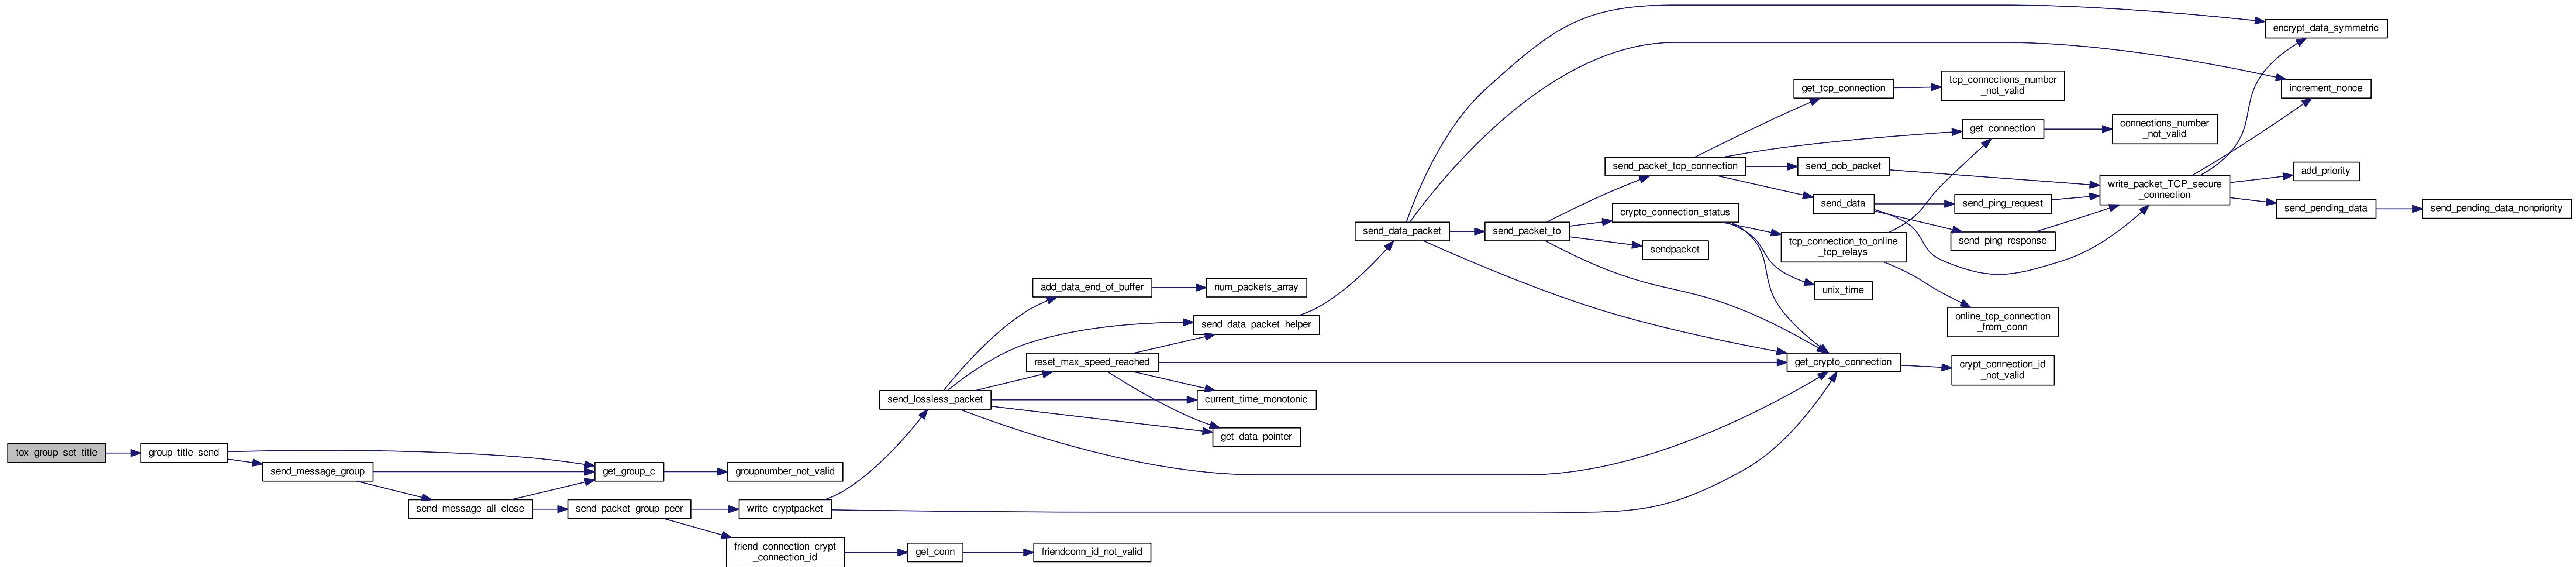 tox_group_set_title
group_title_send
send_message_group
send_message_all_close
get_group_c
groupnumber_not_valid
send_packet_group_peer
write_cryptpacket
friend_connection_crypt
_connection_id
get_conn
friendconn_id_not_valid
send_lossless_packet
add_data_end_of_buffer
num_packets_array
send_data_packet_helper
reset_max_speed_reached
current_time_monotonic
get_data_pointer
send_data_packet
send_packet_to
send_packet_tcp_connection
crypto_connection_status
sendpacket
get_tcp_connection
tcp_connections_number
_not_valid
get_connection
connections_number
_not_valid
send_oob_packet
send_data
send_ping_request
send_ping_response
tcp_connection_to_online
_tcp_relays
unix_time
online_tcp_connection
_from_conn
get_crypto_connection
crypt_connection_id
_not_valid
write_packet_TCP_secure
_connection
encrypt_data_symmetric
increment_nonce
add_priority
send_pending_data
send_pending_data_nonpriority